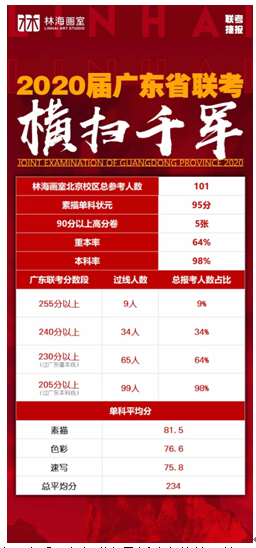 林海画室
LINHAI ART STUDIO
联考
捷报
LINHAI
2020届广东省联考
横扫千军
JOINT EXAMINATION OF GUANGDONG PROVINCE 2020
林海画室北京校区总参考人数 101
素描单科状元 95分
90分以上高分卷 5张
重本率 64%
本科率 98%
广东联考分数段 过线人数 总报考人数占比
255分以上 9人 9%
240分以上 34人 34%
230分以上 65人 64%
(过广东重本线)
205分以上 99人 98%
(过广东本科线)
单科平均分
素描 81.5
色彩 76.6
速写 75.8
总平均分 234